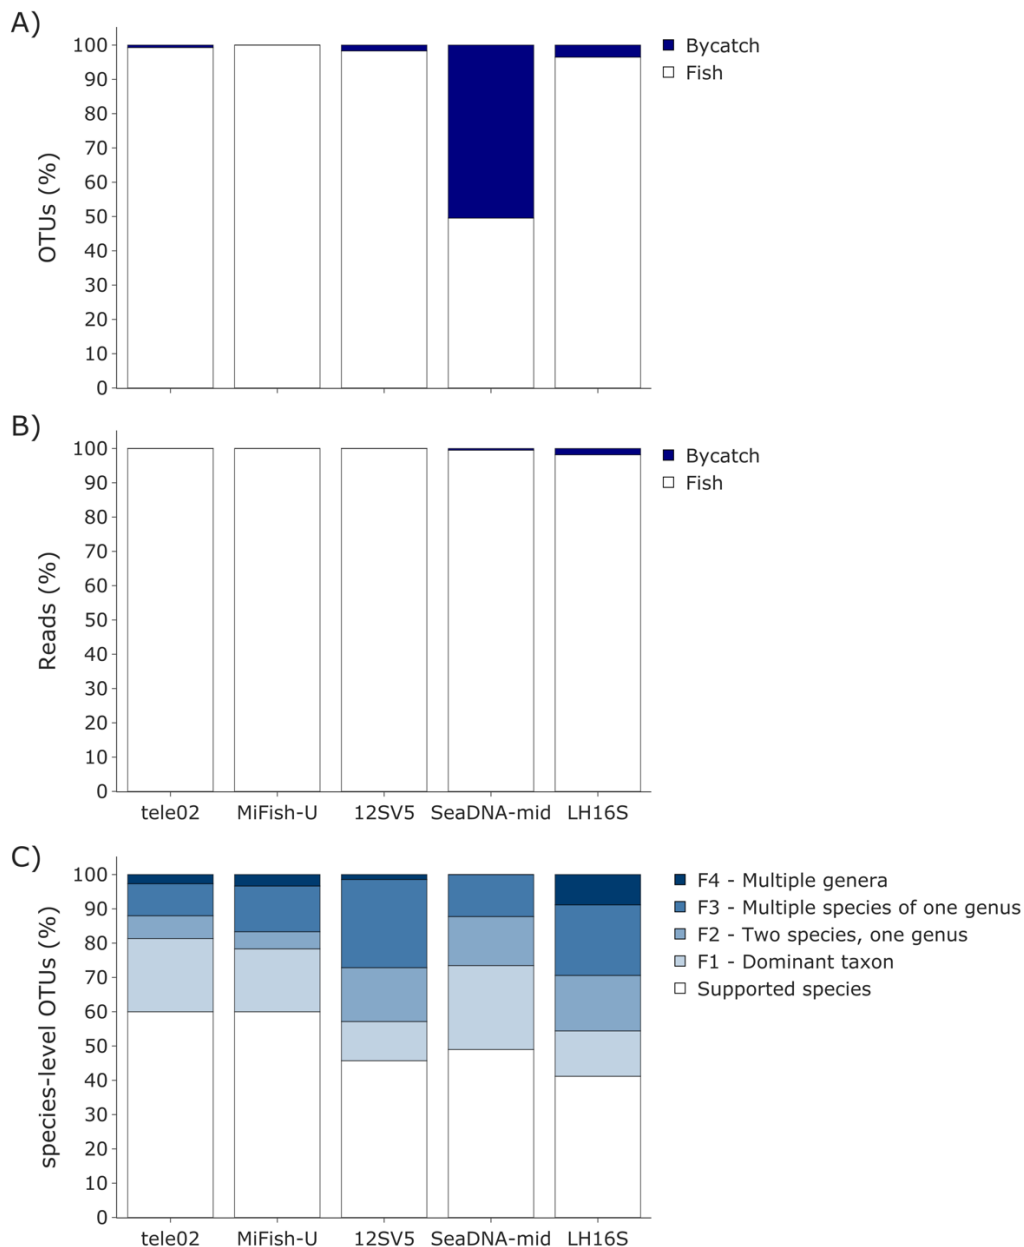 A)
100
90
80
70
60
50
40
30
20
10
0
OTUs (%)
Bycatch
Fish
B)
100
90
80
70
60
50
40
30
20
10
0
Reads (%)
Bycatch
Fish
tele02 MiFish-U 12SV5 SeaDNA-mid LH16S
C)
100
90
80
70
60
50
40
30
20
10
0
species-level OTUs (%)
F4 - Multiple genera
F3 - Multiple species of one genus
F2 - Two species, one genus
F1 - Dominant taxon
Supported species
tele02 MiFish-U 12SV5 SeaDNA-mid LH16S